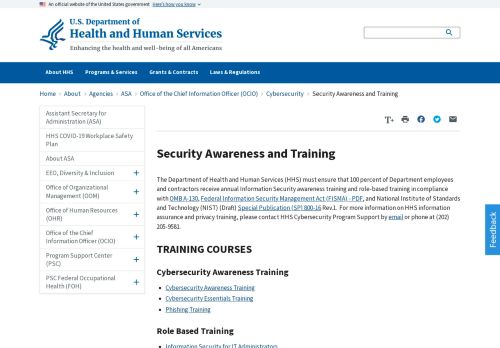 An official website of the United States government Here's how you know
U.S. Department of
Health and Human Services
Enhancing the health and well-being of all Americans
About HHS Programs & Services Grants & Contracts Laws & Regulations
Home > About > Agencies > ASA > Office of the Chief Information Officer (OCIO) > Cybersecurity > Security Awareness and Training
Assistant Secretary for
Administration (ASA)
HHS COVID-19 Workplace Safety
Plan
About ASA
EEO, Diversity & Inclusion +
Office of Organizational
Management (OOM) +
Office of Human Resources
(OHR) +
Office of the Chief
Information Officer (OCIO) +
Program Support Center
(PSC) +
PSC Federal Occupational
Health (FOH) +
T+
Security Awareness and Training
The Department of Health and Human Services (HHS) must ensure that 100 percent of Department employees
and contractors receive annual Information Security awareness training and role-based training in compliance
with OMB A-130, Federal Information Security Management Act (FISMA) - PDF, and National Institute of Standards
and Technology (NIST) (Draft) Special Publication (SP) 800-16 Rev.1. For more information on HHS information
assurance and privacy training, please contact HHS Cybersecurity Program Support by email or phone at (202)
205-9581.
TRAINING COURSES
Cybersecurity Awareness Training
• Cybersecurity Awareness Training
• Cybersecurity Essentials Training
• Phishing Training
Role Based Training
• Information Security for IT Administrators
Feedback